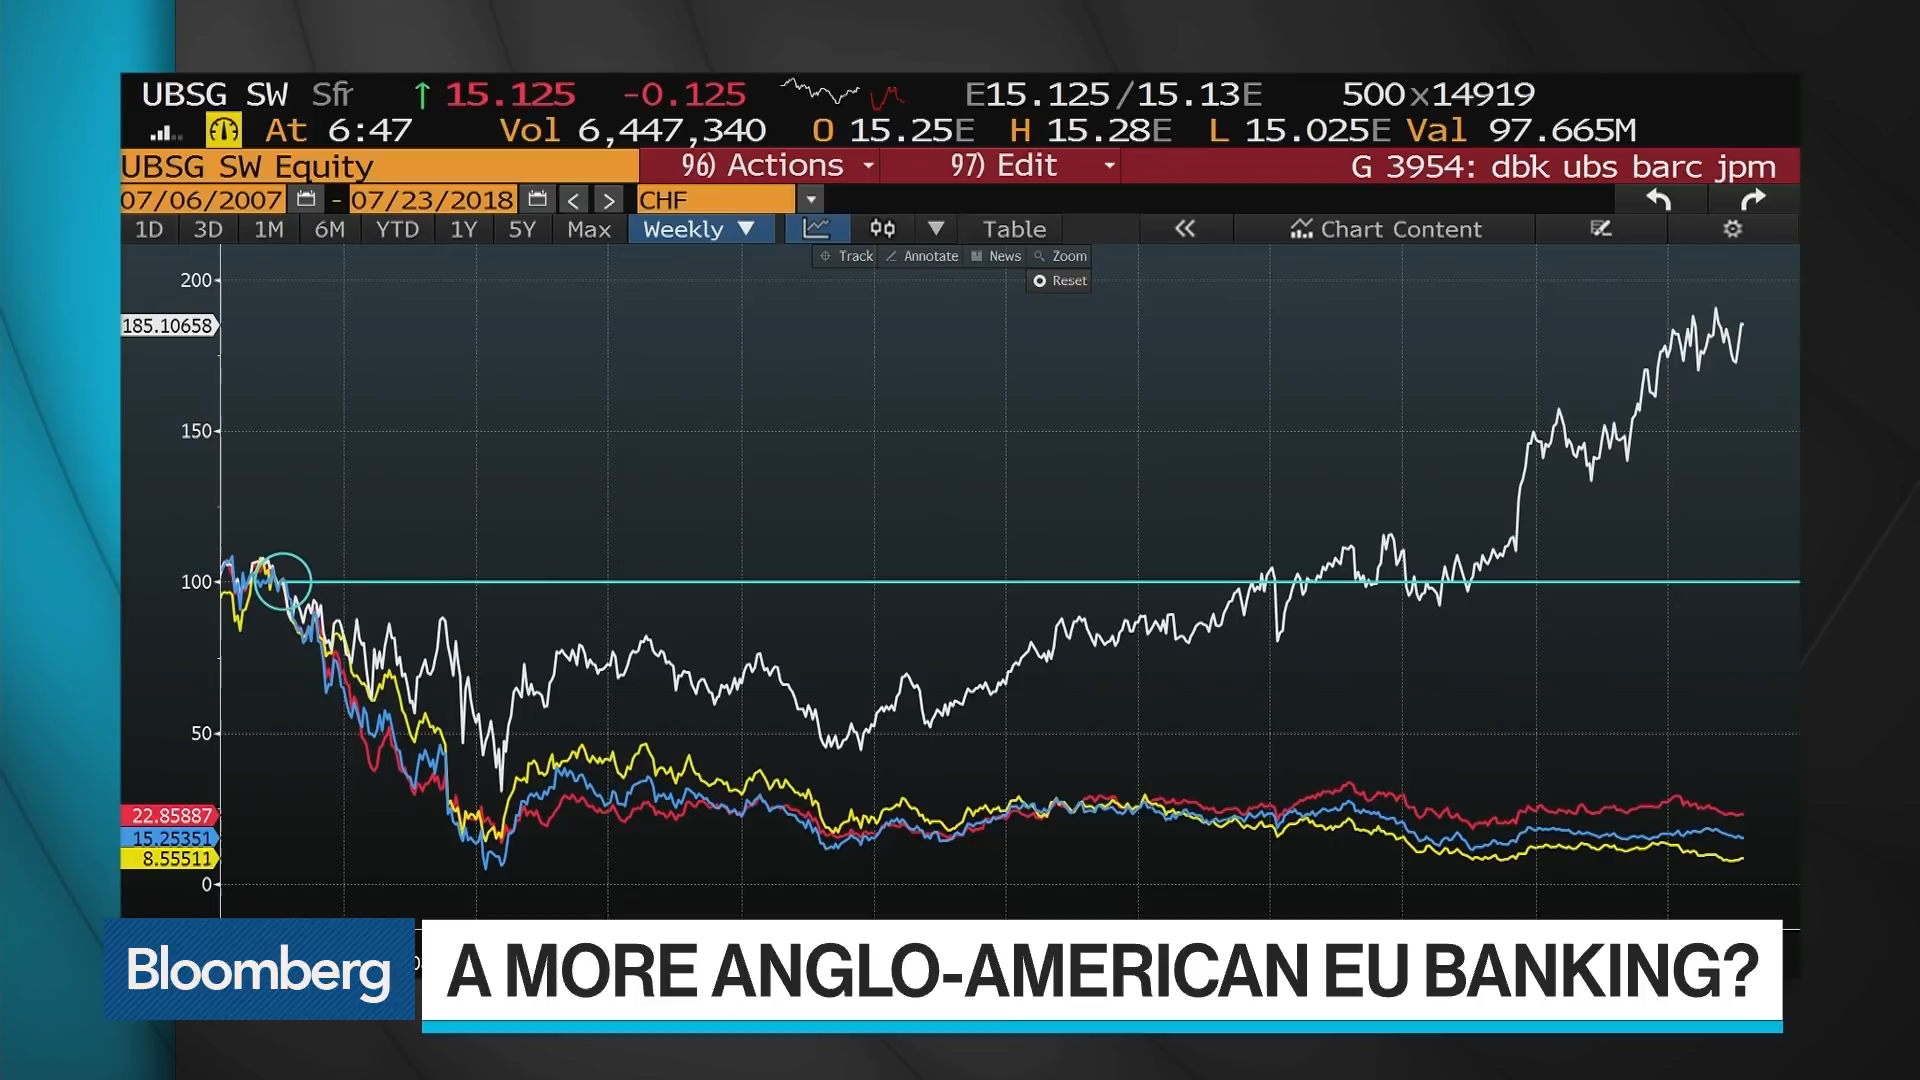 UBSG SW Sfr ↑ 15.125 -0.125 E15.125/15.13E 500x14919
At 6:47 Vol 6,447,340 O 15.25E H 15.28E L 15.025E Val 97.665M
UBSG SW Equity 96) Actions 97) Edit G 3954: dbk ubs barc jpm
07/06/2007 - 07/23/2018 < > CHF
1D 3D 1M 6M YTD 1Y 5Y Max Weekly ▼ Table « Chart Content
Track Annotate News Zoom
Reset
200
185.10658
150
100
50
22.85887
15.25351
8.55511
0
Bloomberg
A MORE ANGLO-AMERICAN EU BANKING?